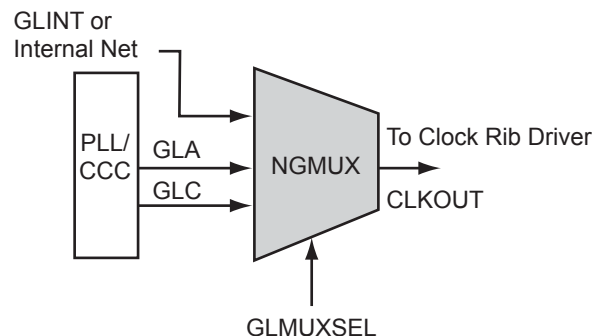 GLINT or
Internal Net
PLL/
CCC
GLA
GLC
NGMUX
To Clock Rib Driver
CLKOUT
GLMUXSEL